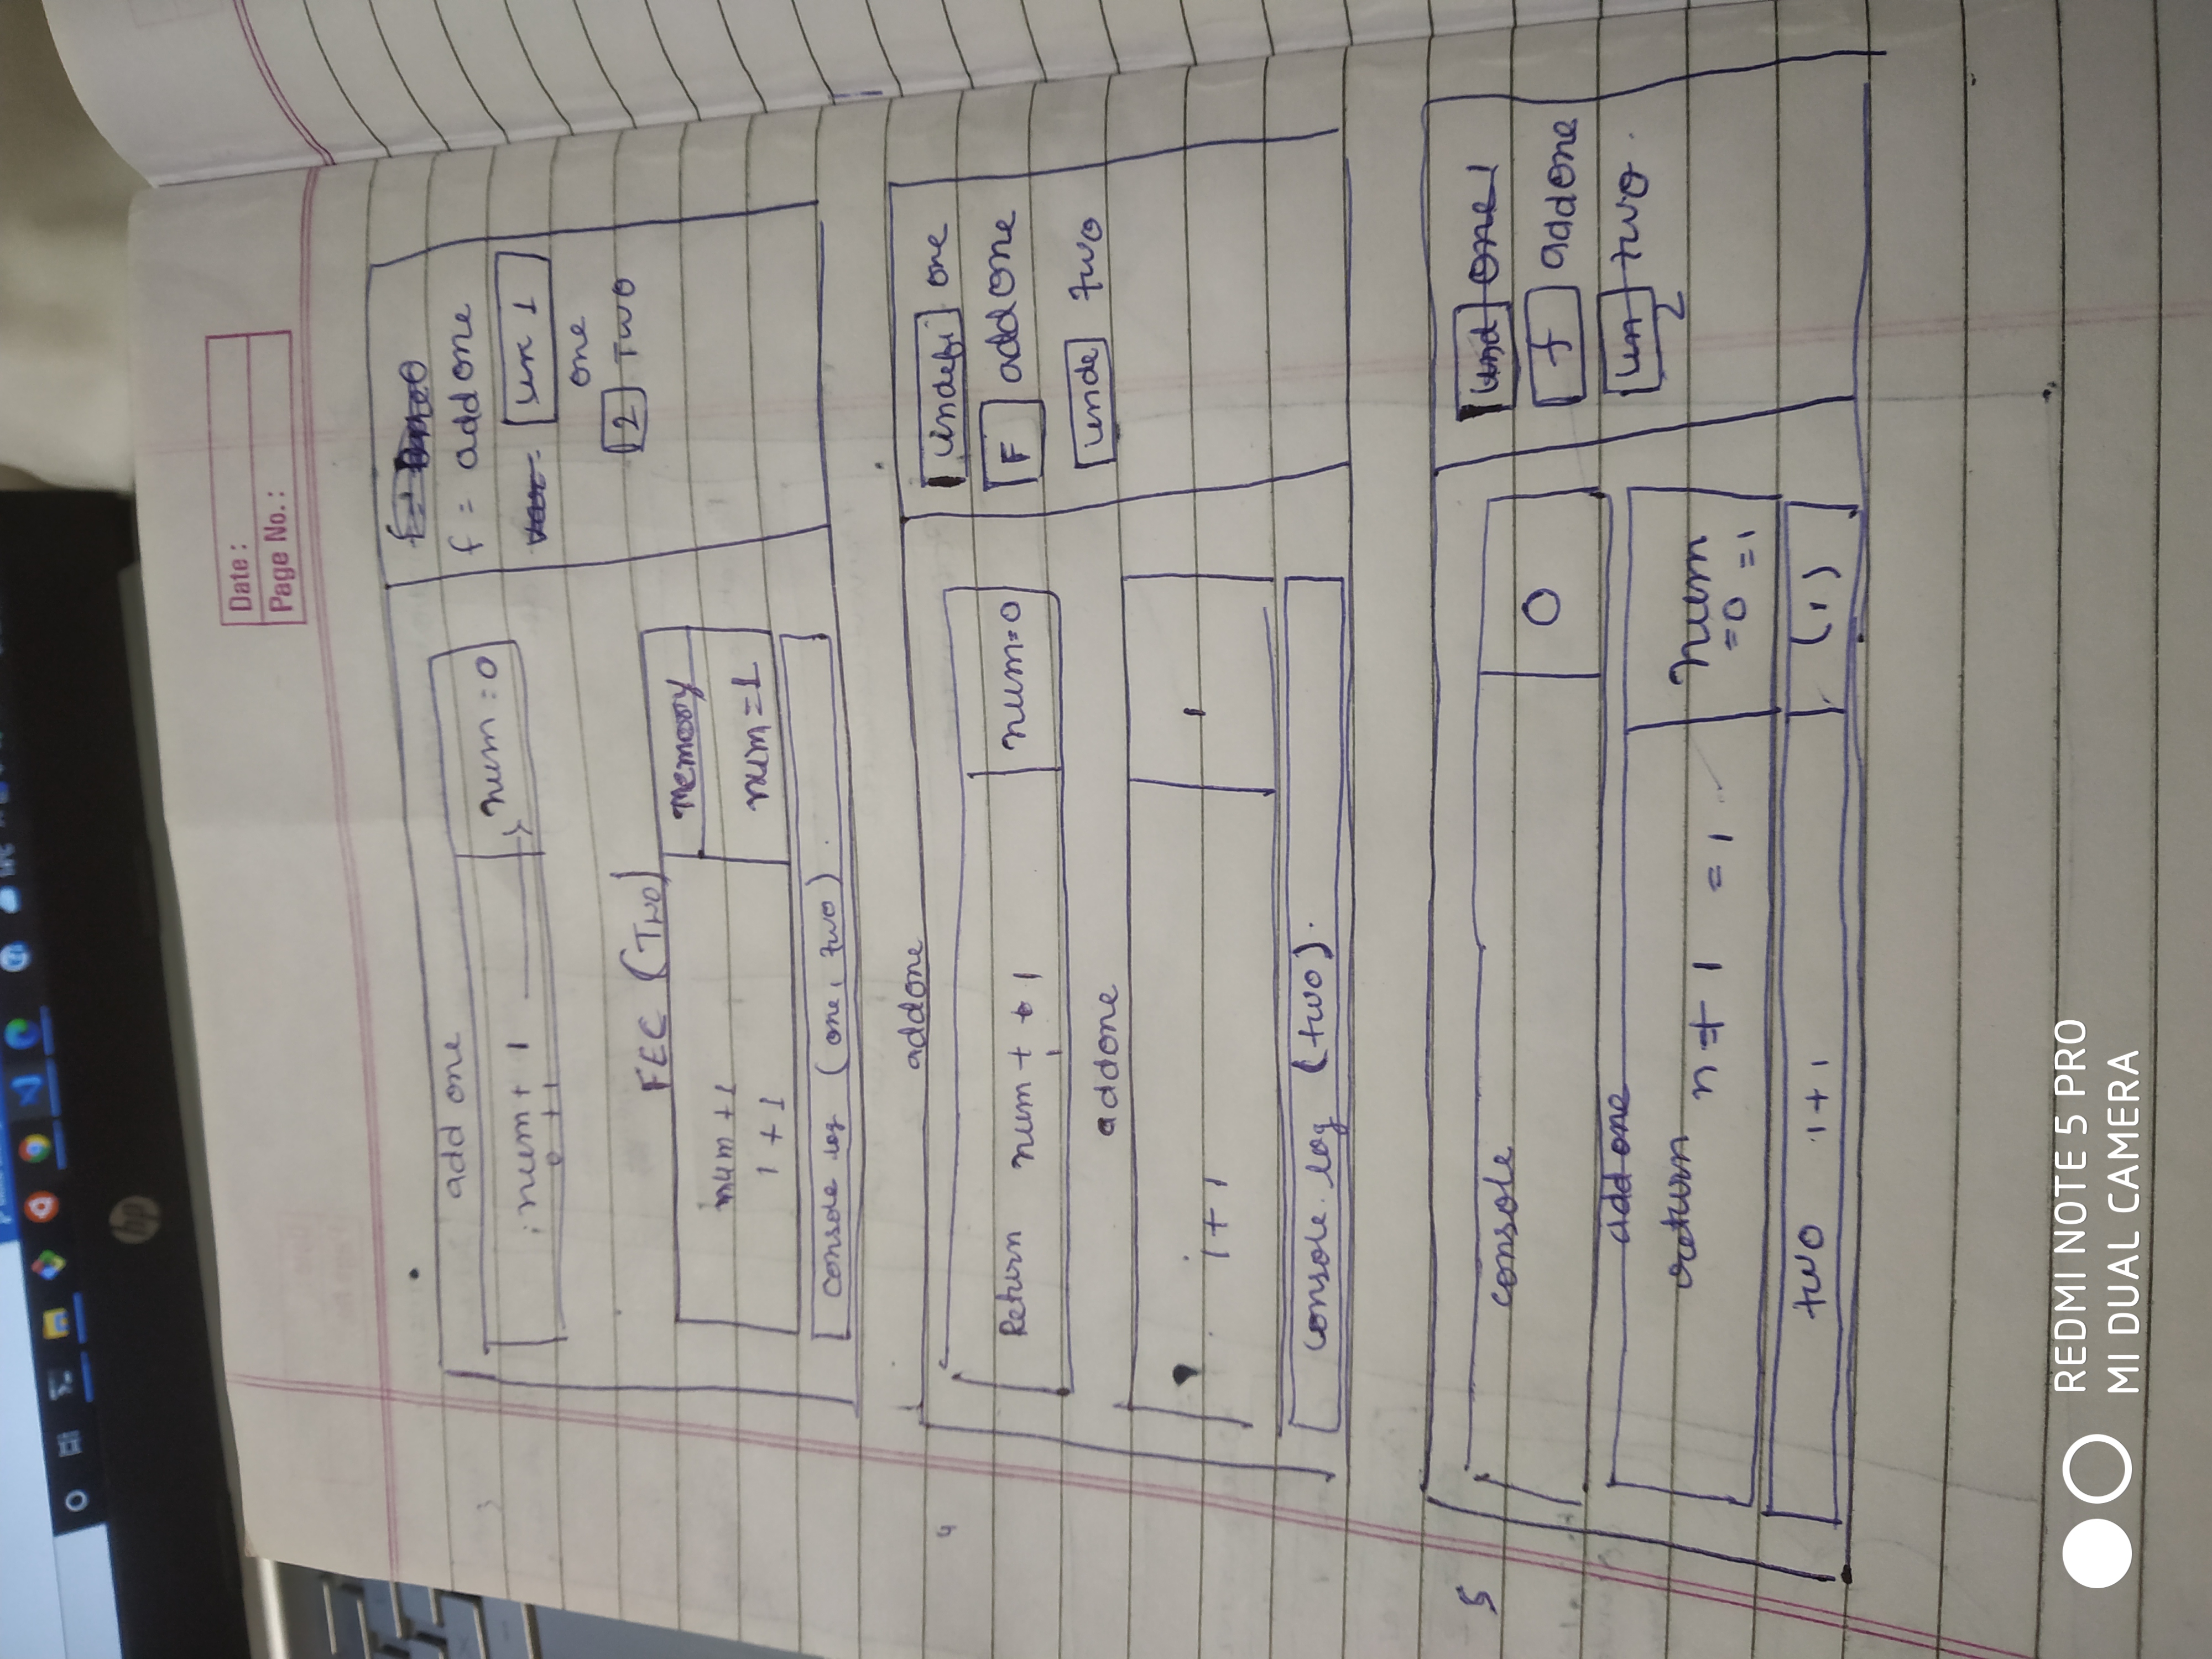 hp
Date :
Page No. :
3
add one
num = 0
num + 1
0 + 1
f = add one
un 1
one
2 TWO
FEC (TWO)
memory
num + 1
1 + 1
num = 1
console log (one, two).
4
addone
Return num + + 1
num = 0
undefi one
F addone
unde two
addone
1 + 1
1
console.log (two).
5
console
0
und one 1
f addone
un two.
2
add one
return n + 1 = 1
num
=0 =1
two 1 + 1
(1)
REDMI NOTE 5 PRO
MI DUAL CAMERA